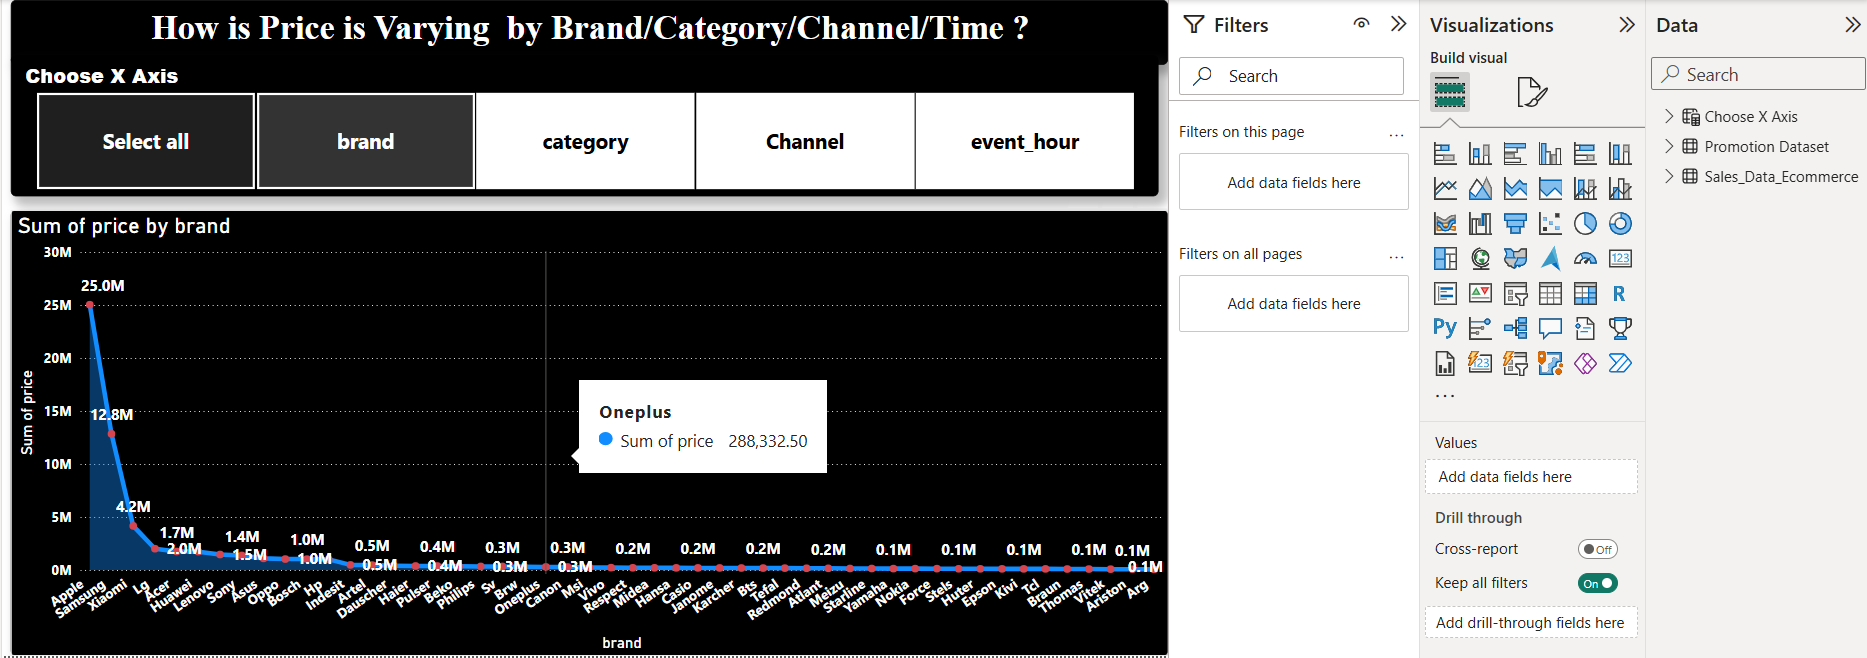 How is Price is Varying  by Brand/Category/Channel/Time ?
Choose X Axis
Select all
brand
category
Channel
event_hour
Sum of price by brand
30M
25M
20M
15M
10M
5M
0M
Sum of price
25.0M
12.8M
4.2M
2.0M
1.7M
1.5M
1.4M
1.0M
1.0M
0.5M
0.5M
0.4M
0.4M
0.3M
0.3M
0.3M
0.3M
0.2M
0.2M
0.2M
0.2M
0.1M
0.1M
0.1M
0.1M
0.1M
0.1M
Oneplus
Sum of price 288,332.50
Apple
Samsung
Xiaomi
Lg
Acer
Huawei
Lenovo
Sony
Asus
Oppo
Bosch
Hp
Indesit
Artel
Dauscher
Haier
Pulser
Beko
Philips
Sv
Brw
Oneplus
Canon
Msi
Vivo
Respect
Midea
Hansa
Casio
Janome
Karcher
Bts
Tefal
Redmond
Atlant
Meizu
Starline
Yamaha
Nokia
Force
Stels
Huter
Epson
Kivi
Tcl
Braun
Thomas
Vitek
Ariston
Arg
brand
Filters
Search
Filters on this page
...
Add data fields here
Filters on all pages
...
Add data fields here
Visualizations
Build visual
123
R
Py
123
...
Values
Add data fields here
Drill through
Cross-report
Off
Keep all filters
On
Add drill-through fields here
Data
Search
Choose X Axis
Promotion Dataset
Sales_Data_Ecommerce